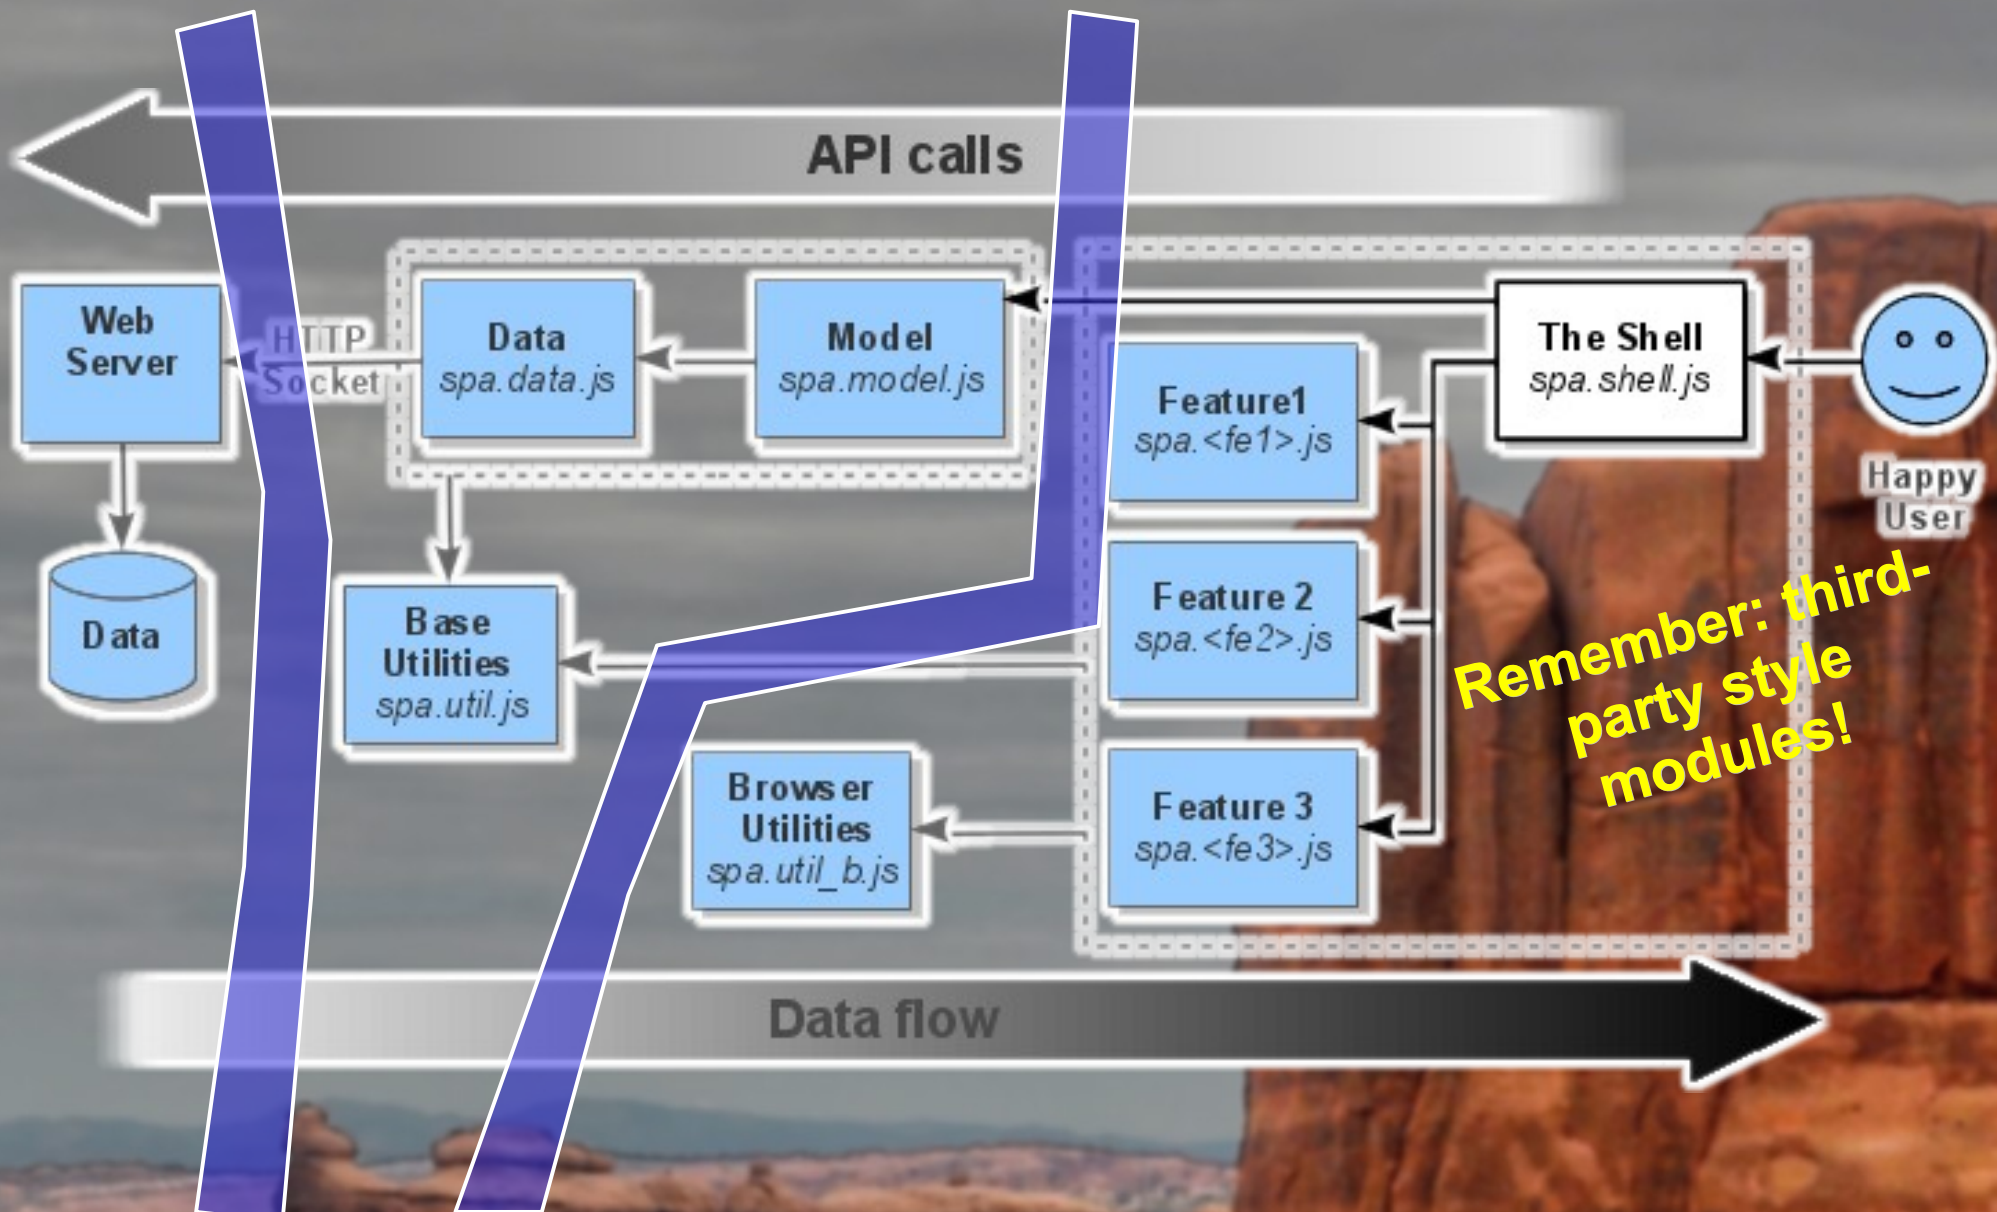 API calls
Web
Server
HTTP
Socket
Data
spa.data.js
Model
spa.model.js
The Shell
spa.shell.js
Feature1
spa.<fe1>.js
Happy
User
Data
Base
Utilities
spa.util.js
Feature 2
spa.<fe2>.js
Remember: third-
party style
modules!
Browser
Utilities
spa.util_b.js
Feature 3
spa.<fe3>.js
Data flow